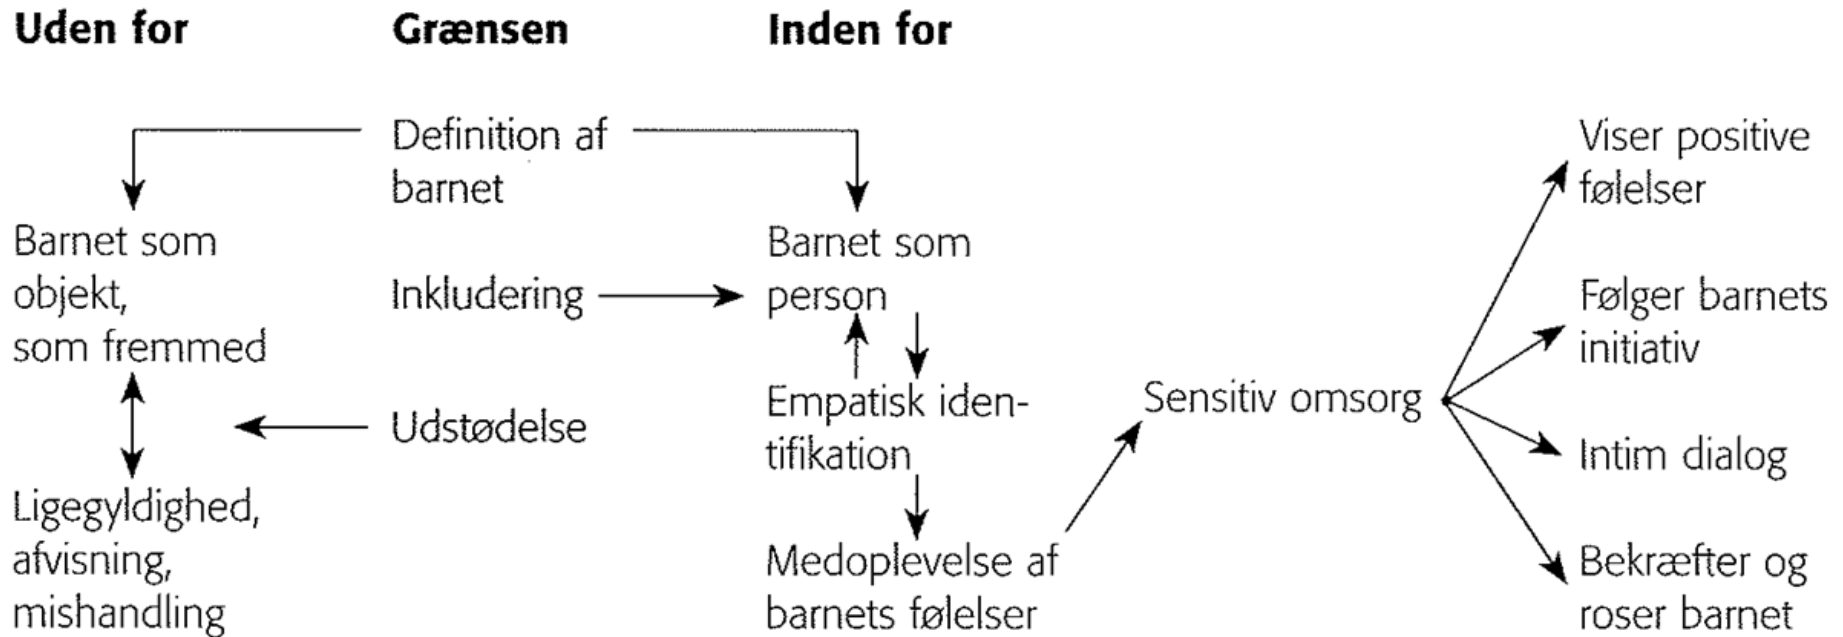 Uden for
Grænsen
Inden for
Definition af
barnet
Barnet som
objekt,
som fremmed
Inkludering
Barnet som
person
Udstødelse
Empatisk iden-
tifikation
Ligegyldighed,
afvisning,
mishandling
Medoplevelse af
barnets følelser
Sensitiv omsorg
Viser positive
følelser
Følger barnets
initiativ
Intim dialog
Bekræfter og
roser barnet